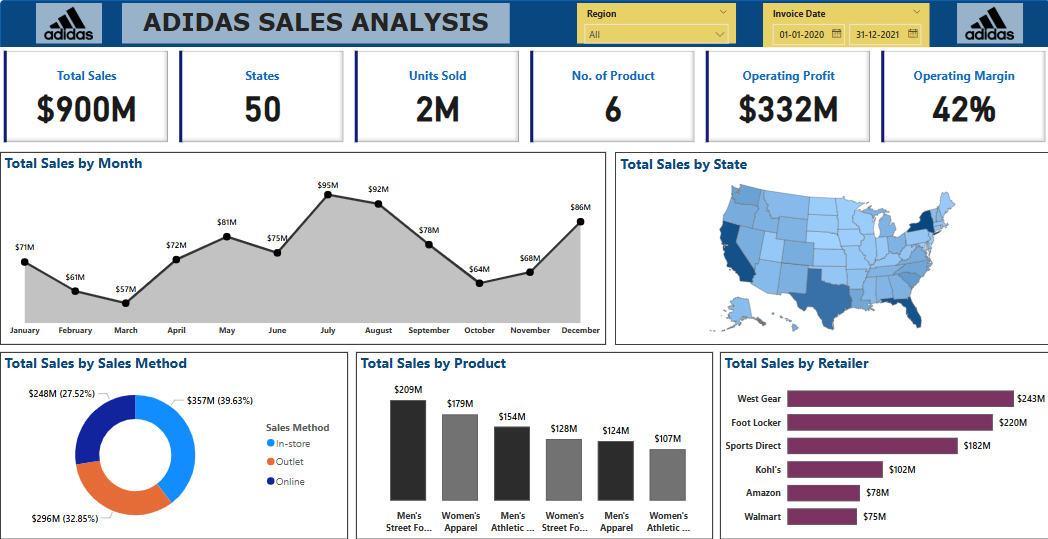 adidas
ADIDAS SALES ANALYSIS
Region
All
Invoice Date
01-01-2020
31-12-2021
adidas
Total Sales
$900M
States
50
Units Sold
2M
No. of Product
6
Operating Profit
$332M
Operating Margin
42%
Total Sales by Month
$71M
$61M
$57M
$72M
$81M
$75M
$95M
$92M
$78M
$64M
$68M
$86M
January
February
March
April
May
June
July
August
September
October
November
December
Total Sales by State
Total Sales by Sales Method
$248M (27.52%)
$357M (39.63%)
$296M (32.85%)
Sales Method
In-store
Outlet
Online
Total Sales by Product
$209M
$179M
$154M
$128M
$124M
$107M
Men's
Street Fo...
Women's
Apparel
Men's
Athletic ...
Women's
Street Fo...
Men's
Apparel
Women's
Athletic ...
Total Sales by Retailer
West Gear
$243M
Foot Locker
$220M
Sports Direct
$182M
Kohl's
$102M
Amazon
$78M
Walmart
$75M